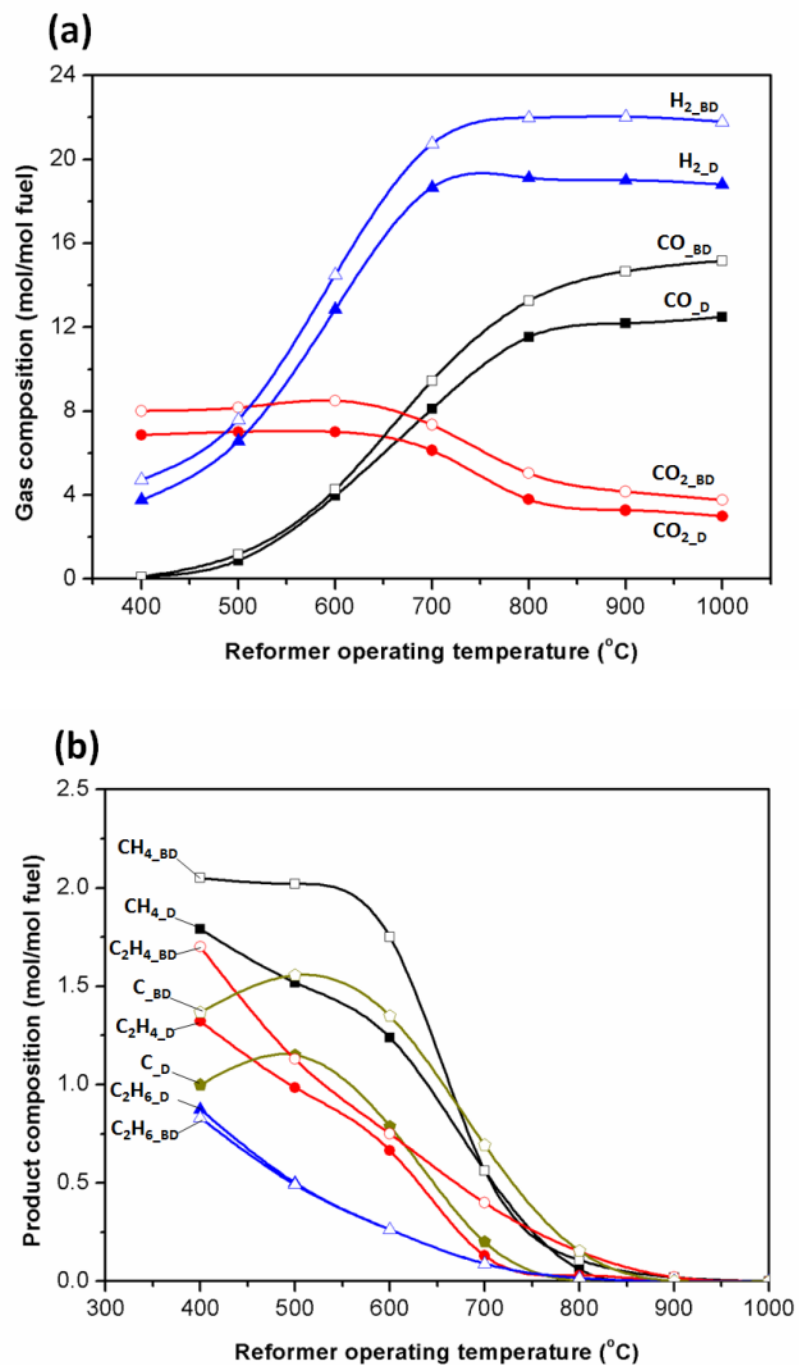 (a)
24
20
16
12
8
4
0
Gas composition (mol/mol fuel)
H2_BD
H2_D
CO_BD
CO_D
CO2_BD
CO2_D
400 500 600 700 800 900 1000
Reformer operating temperature (°C)
(b)
2.5
2.0
1.5
1.0
0.5
0.0
Product composition (mol/mol fuel)
CH4_BD
CH4_D
C2H4_BD
C_BD
C2H4_D
C_D
C2H6_D
C2H6_BD
300 400 500 600 700 800 900 1000
Reformer operating temperature (°C)